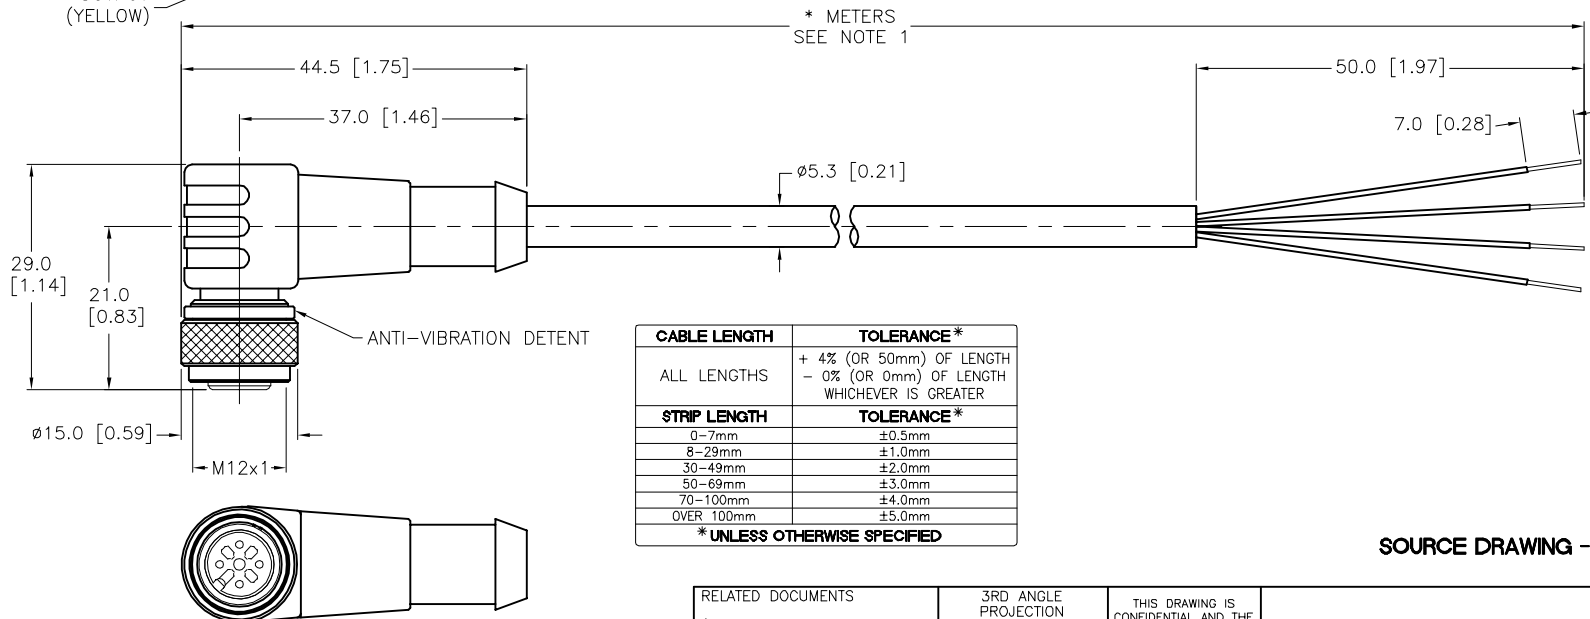 (YELLOW)
* METERS
SEE NOTE 1
44.5 [1.75]
50.0 [1.97]
37.0 [1.46]
7.0 [0.28]
ø5.3 [0.21]
29.0
[1.14]
21.0
[0.83]
ANTI-VIBRATION DETENT
ø15.0 [0.59]
M12x1
CABLE LENGTH TOLERANCE*
ALL LENGTHS + 4% (OR 50mm) OF LENGTH
- 0% (OR 0mm) OF LENGTH
WHICHEVER IS GREATER
STRIP LENGTH TOLERANCE*
0-7mm ±0.5mm
8-29mm ±1.0mm
30-49mm ±2.0mm
50-69mm ±3.0mm
70-100mm ±4.0mm
OVER 100mm ±5.0mm
*UNLESS OTHERWISE SPECIFIED
SOURCE DRAWING -
RELATED DOCUMENTS
3RD ANGLE
PROJECTION
THIS DRAWING IS
CONFIDENTIAL AND THE